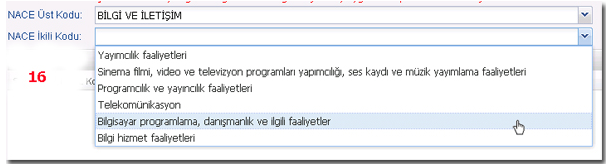 NACE Üst Kodu: BİLGİ VE İLETİŞİM
NACE İkili Kodu:
Yayımcılık faaliyetleri
Sinema filmi, video ve televizyon programları yapımcılığı, ses kaydı ve müzik yayımlama faaliyetleri
16
Programcılık ve yayıncılık faaliyetleri
Telekomünikasyon
Bilgisayar programlama, danışmanlık ve ilgili faaliyetler
Bilgi hizmet faaliyetleri